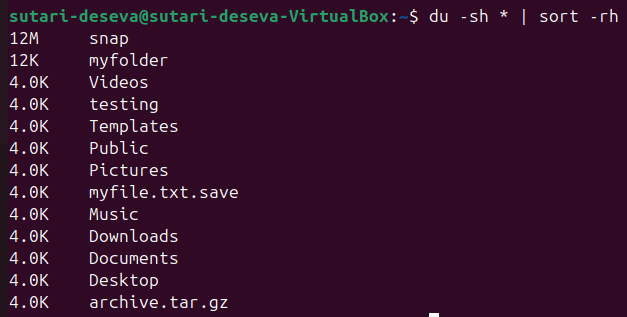 sutari-deseva@sutari-deseva-VirtualBox:~$ du -sh * | sort -rh
12M     snap
12K     myfolder
4.0K    Videos
4.0K    testing
4.0K    Templates
4.0K    Public
4.0K    Pictures
4.0K    myfile.txt.save
4.0K    Music
4.0K    Downloads
4.0K    Documents
4.0K    Desktop
4.0K    archive.tar.gz